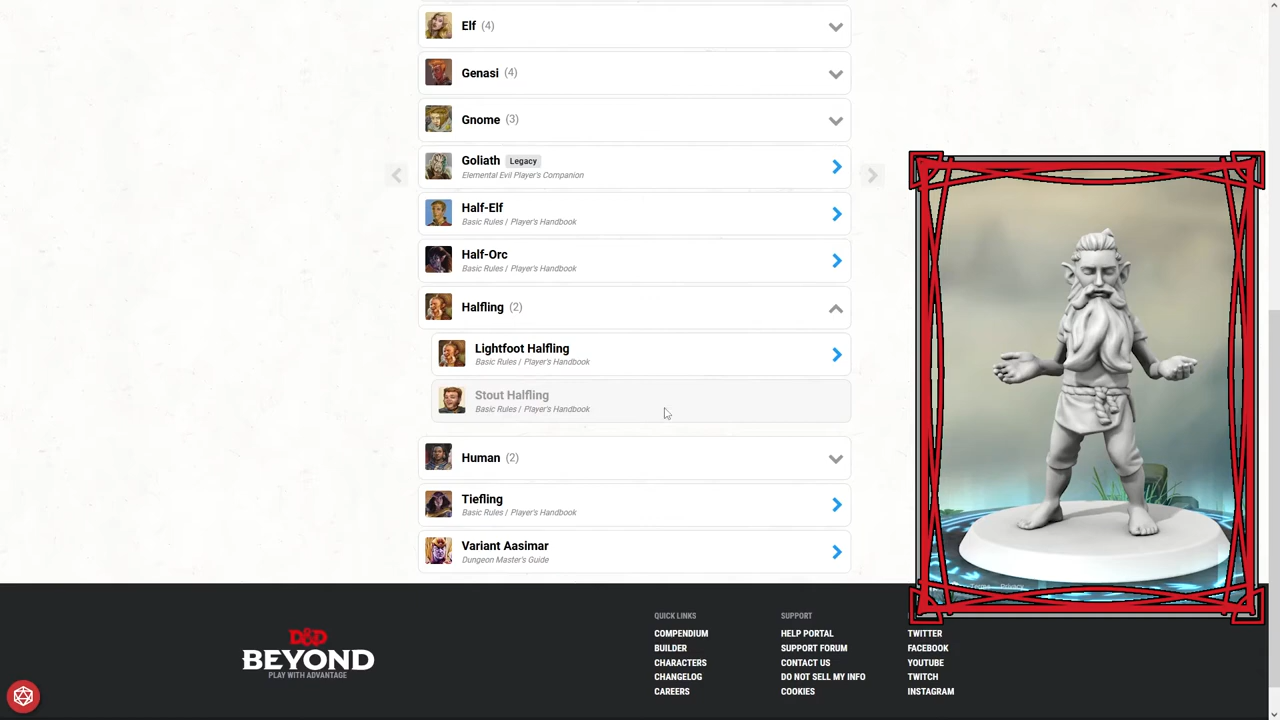 Elf (4)
Genasi (4)
Gnome (3)
Goliath Legacy
Elemental Evil Player's Companion
Half-Elf
Basic Rules / Player's Handbook
Half-Orc
Basic Rules / Player's Handbook
Halfling (2)
Lightfoot Halfling
Basic Rules / Player's Handbook
Stout Halfling
Basic Rules / Player's Handbook
Human (2)
Tiefling
Basic Rules / Player's Handbook
Variant Aasimar
Dungeon Master's Guide
Terms Privacy
D&D
BEYOND
PLAY WITH ADVANTAGE
QUICK LINKS
COMPENDIUM
BUILDER
CHARACTERS
CHANGELOG
CAREERS
SUPPORT
HELP PORTAL
SUPPORT FORUM
CONTACT US
DO NOT SELL MY INFO
COOKIES
TWITTER
FACEBOOK
YOUTUBE
TWITCH
INSTAGRAM